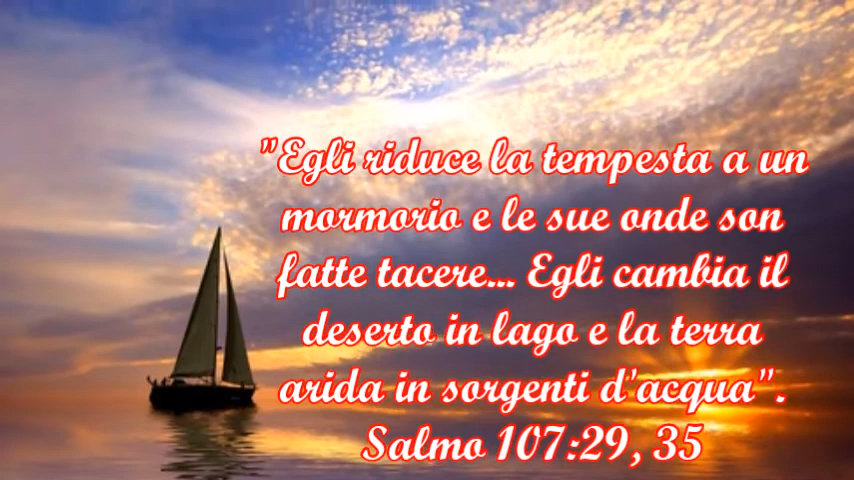 "Egli riduce la tempesta a un
mormorio e le sue onde son
fatte tacere... Egli cambia il
deserto in lago e la terra
arida in sorgenti d'acqua".
Salmo 107:29, 35